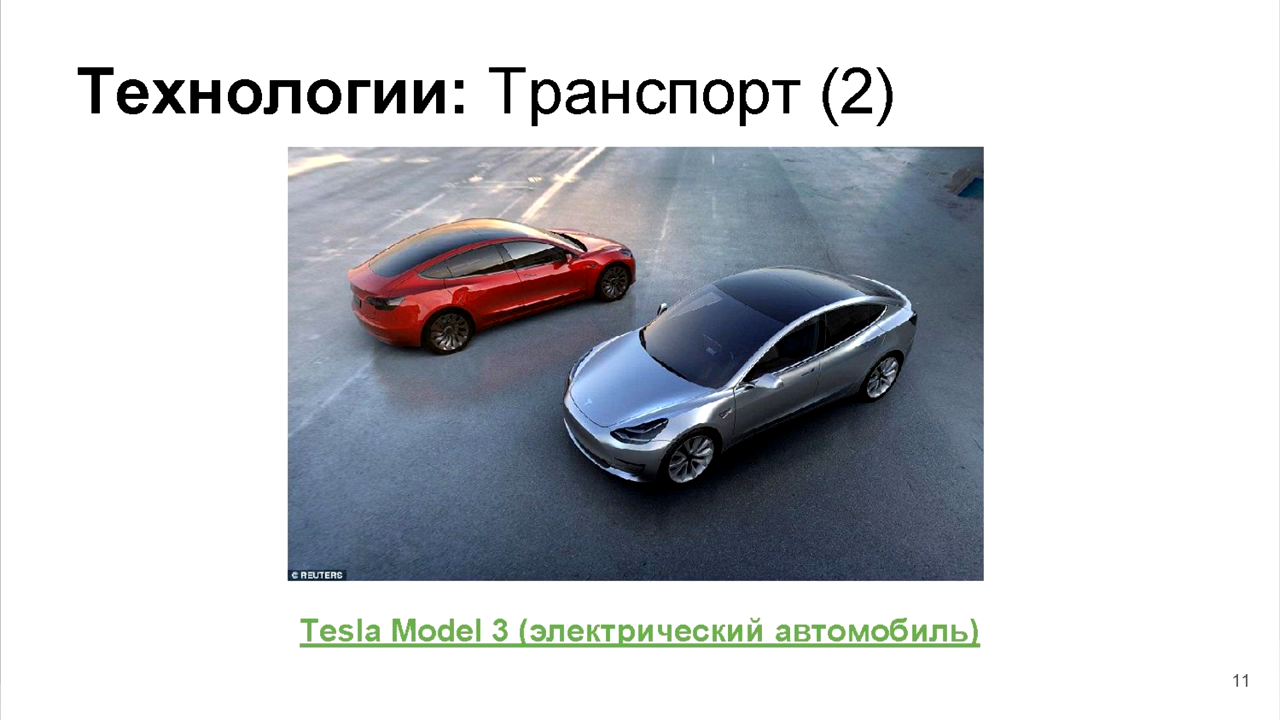 Технологии: Транспорт (2)
© REUTERS
Tesla Model 3 (электрический автомобиль)
11